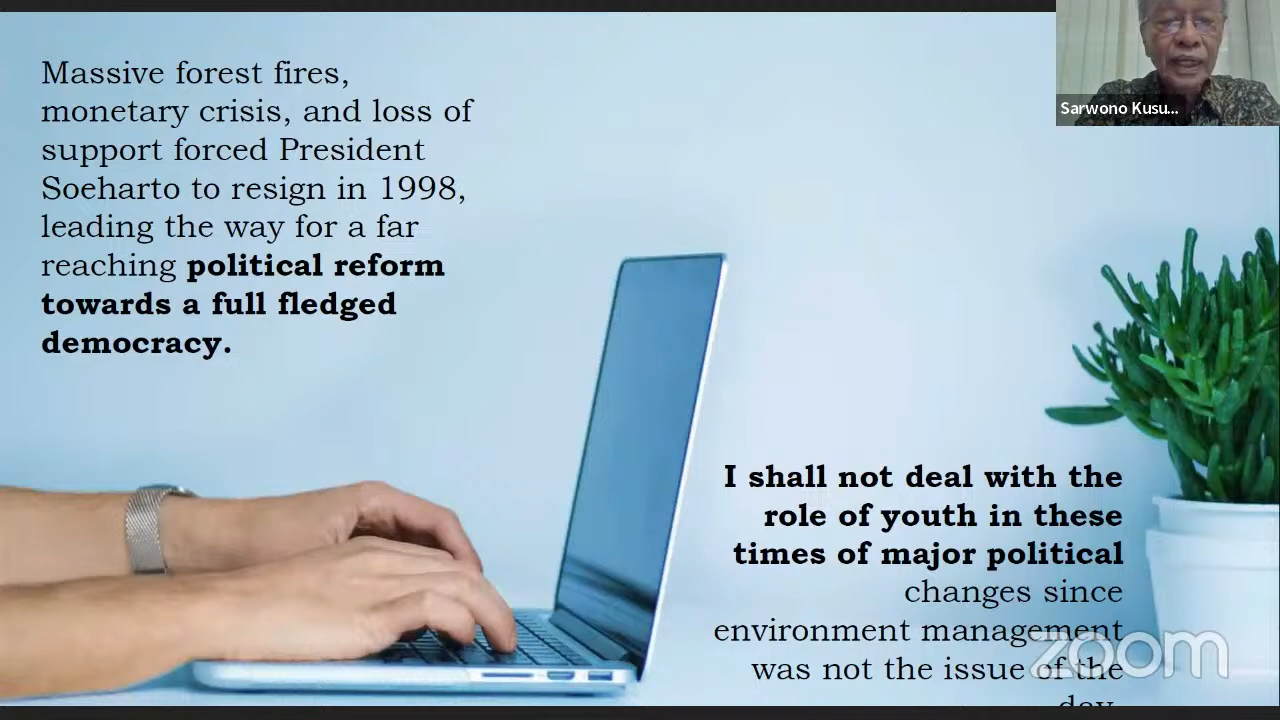 Massive forest fires,
monetary crisis, and loss of
support forced President
Soeharto to resign in 1998,
leading the way for a far
reaching political reform
towards a full fledged
democracy.
Sarwono Kusu...
I shall not deal with the
role of youth in these
times of major political
changes since
environment management
was not the issue of the
day.
zoom